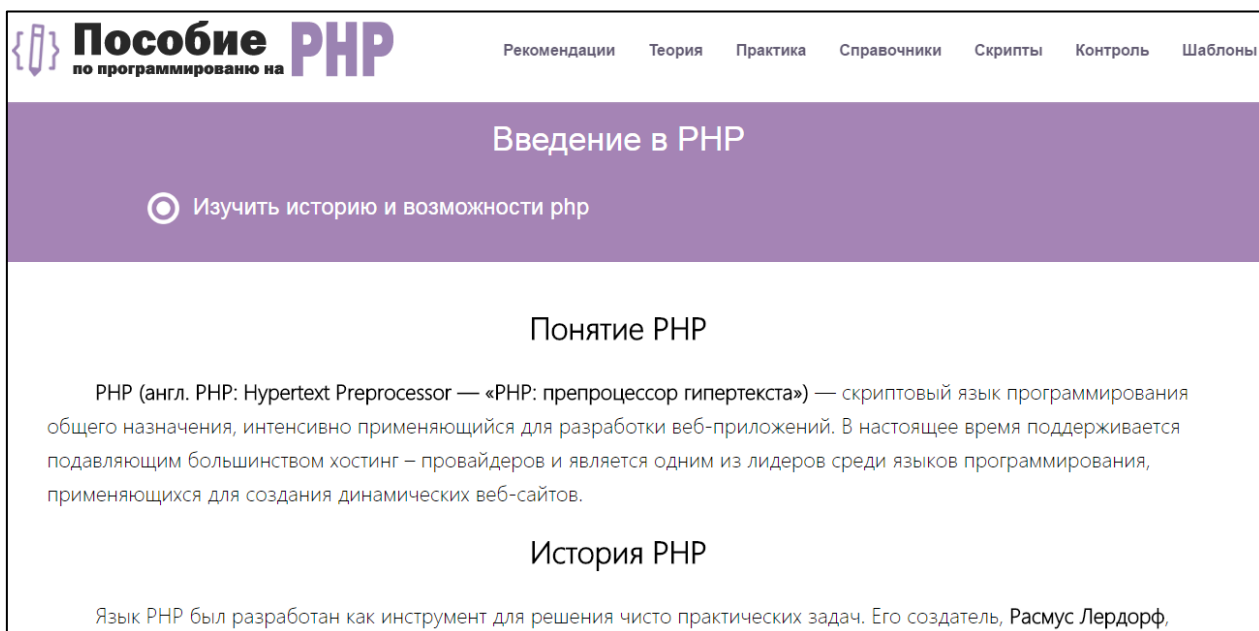 { } Пособие PHP
по программированю на
Рекомендации Теория Практика Справочники Скрипты Контроль Шаблоны
Введение в PHP
Изучить историю и возможности php
Понятие PHP
PHP (англ. PHP: Hypertext Preprocessor — «PHP: препроцессор гипертекста») — скриптовый язык программирования
общего назначения, интенсивно применяющийся для разработки веб-приложений. В настоящее время поддерживается
подавляющим большинством хостинг – провайдеров и является одним из лидеров среди языков программирования,
применяющихся для создания динамических веб-сайтов.
История PHP
Язык PHP был разработан как инструмент для решения чисто практических задач. Его создатель, Расмус Лердорф,